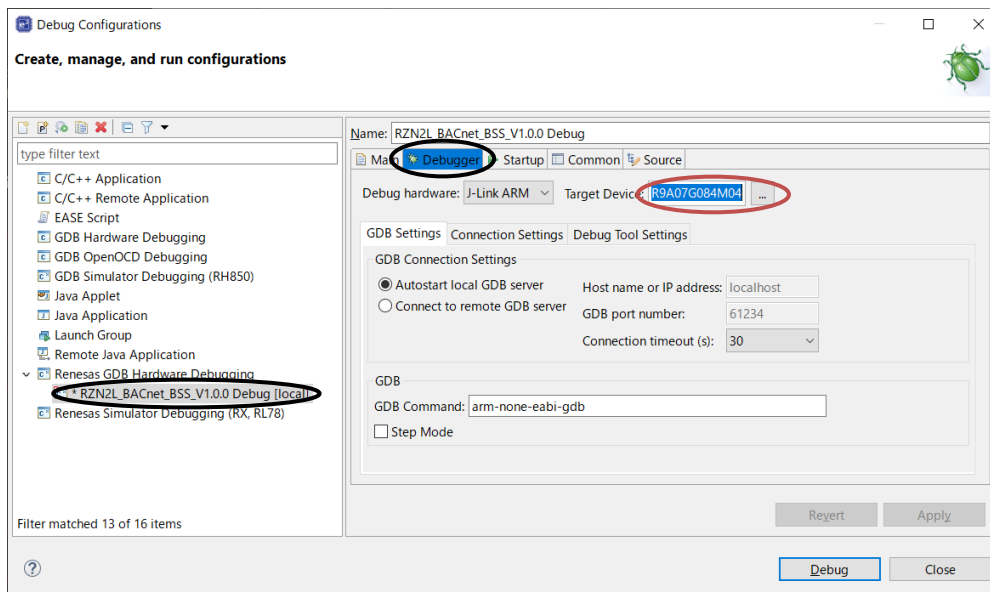 Debug Configurations
Create, manage, and run configurations
type filter text
C/C++ Application
C/C++ Remote Application
EASE Script
GDB Hardware Debugging
GDB OpenOCD Debugging
GDB Simulator Debugging (RH850)
Java Applet
Java Application
Launch Group
Remote Java Application
Renesas GDB Hardware Debugging
* RZN2L_BACnet_BSS_V1.0.0 Debug [local]
Renesas Simulator Debugging (RX, RL78)
Filter matched 13 of 16 items
Name: RZN2L_BACnet_BSS_V1.0.0 Debug
Main Debugger Startup Common Source
Debug hardware: J-Link ARM Target Device: R9A07G084M04 ...
GDB Settings Connection Settings Debug Tool Settings
GDB Connection Settings
Autostart local GDB server Host name or IP address: localhost
Connect to remote GDB server GDB port number: 61234
Connection timeout (s): 30
GDB
GDB Command: arm-none-eabi-gdb
Step Mode
Revert Apply
Debug Close